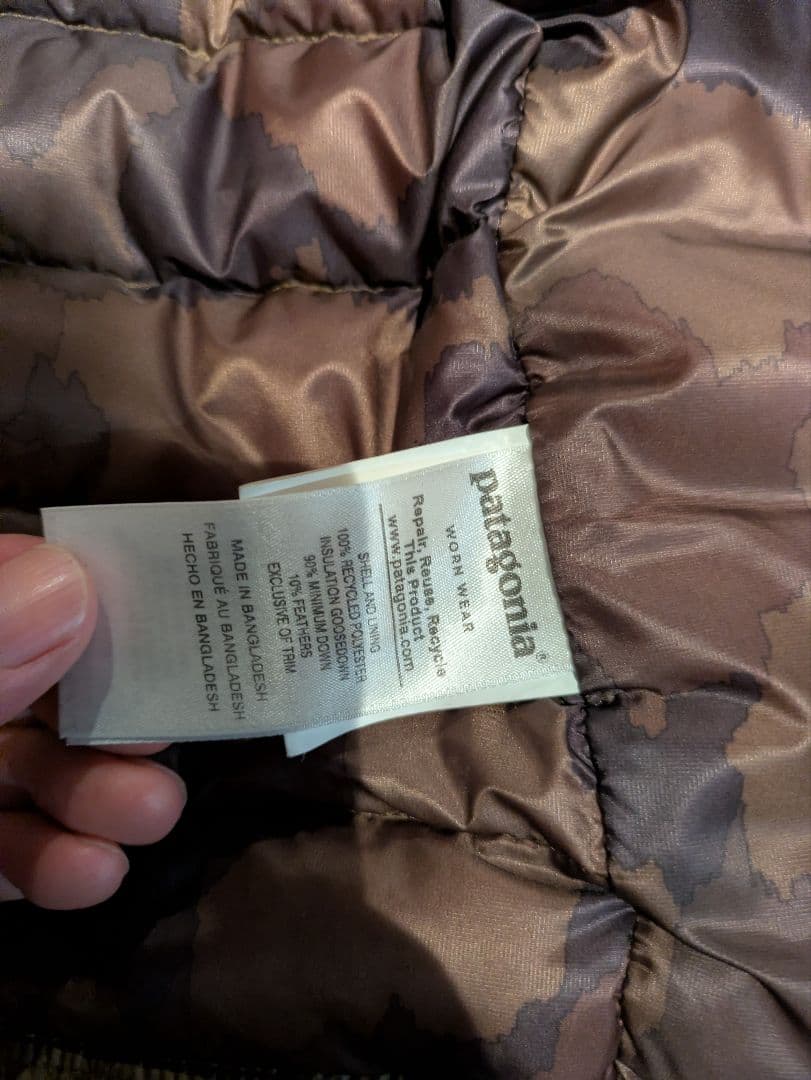 patagonia®
WORN WEAR
Repair, Reuse, Recycle
This Product
www.patagonia.com
SHELL AND LINING
100% RECYCLED POLYESTER
INSULATION GOOSEDOWN
90% MINIMUM DOWN
10% FEATHERS
EXCLUSIVE OF TRIM
MADE IN BANGLADESH
FABRIQUÉ AU BANGLADESH
HECHO EN BANGLADESH